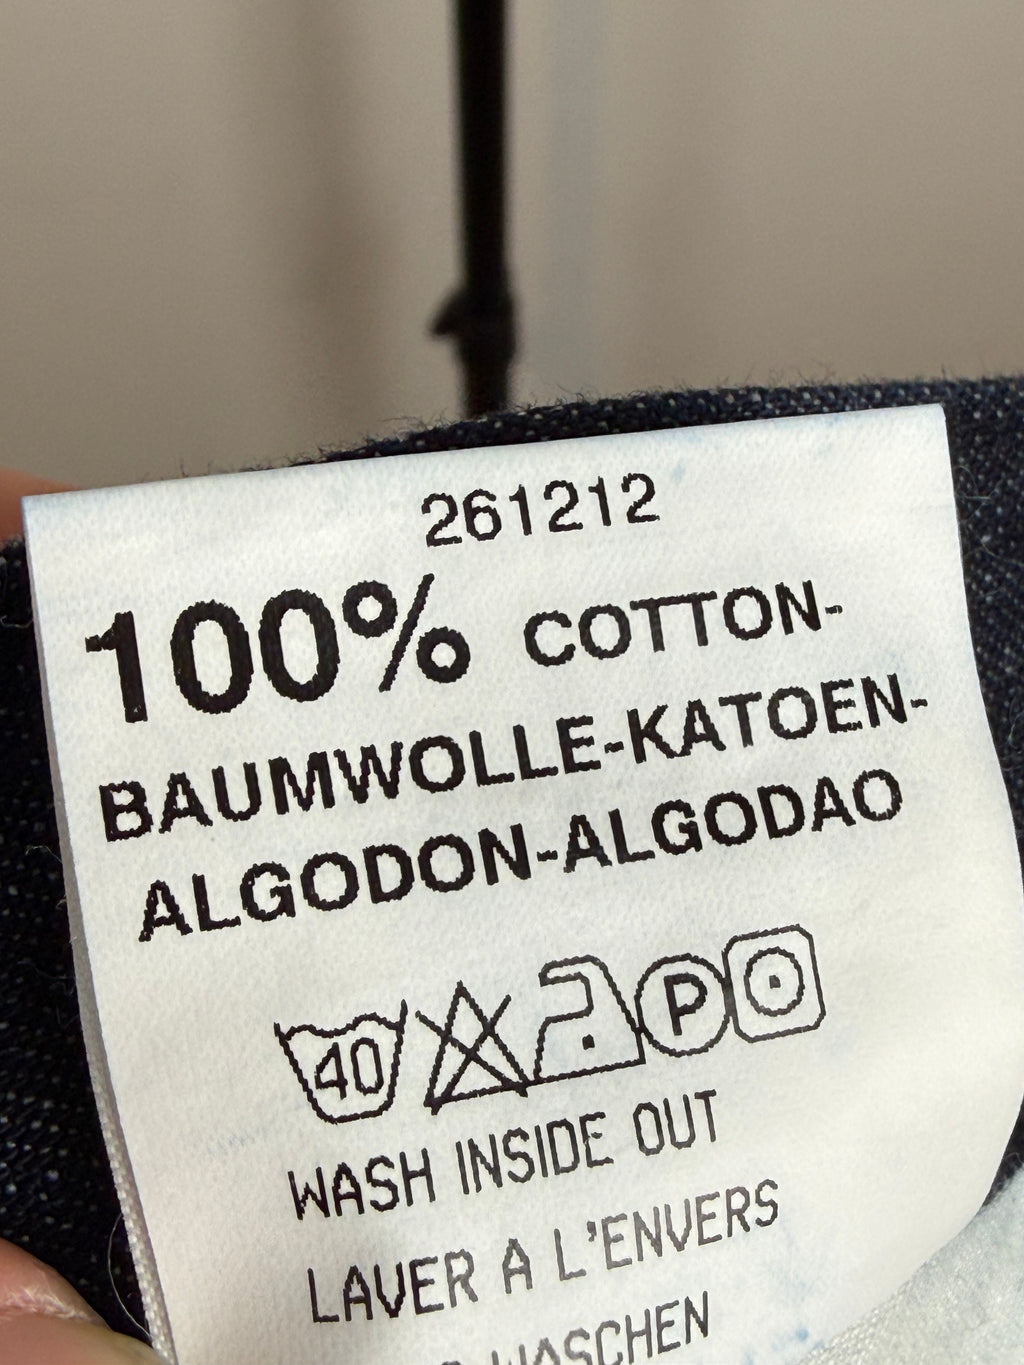 261212
100% COTTON-
BAUMWOLLE-KATOEN-
ALGODON-ALGODAO
40 P
WASH INSIDE OUT
LAVER A L'ENVERS
WASCHEN